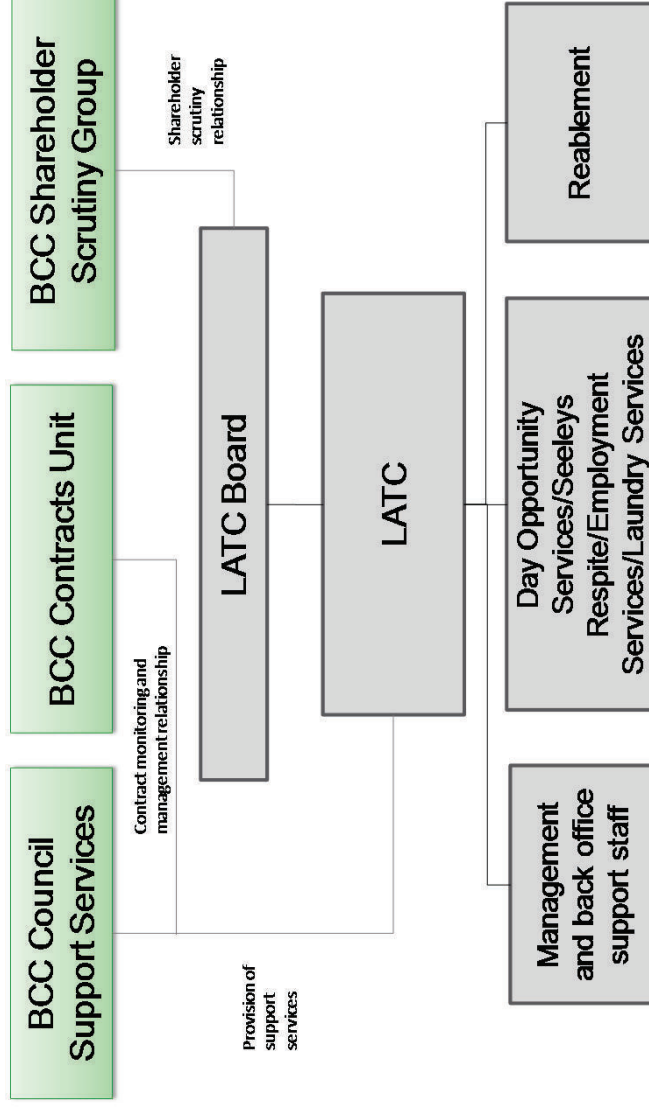 BCC Council
Support Services
BCC Contracts Unit
BCC Shareholder
Scrutiny Group
Contract monitoring and
management relationship
Shareholder
scrutiny
relationship
Provision of
support
services
LATC Board
LATC
Management
and back office
support staff
Day Opportunity
Services/Seeleys
Respite/Employment
Services/Laundry Services
Reablement